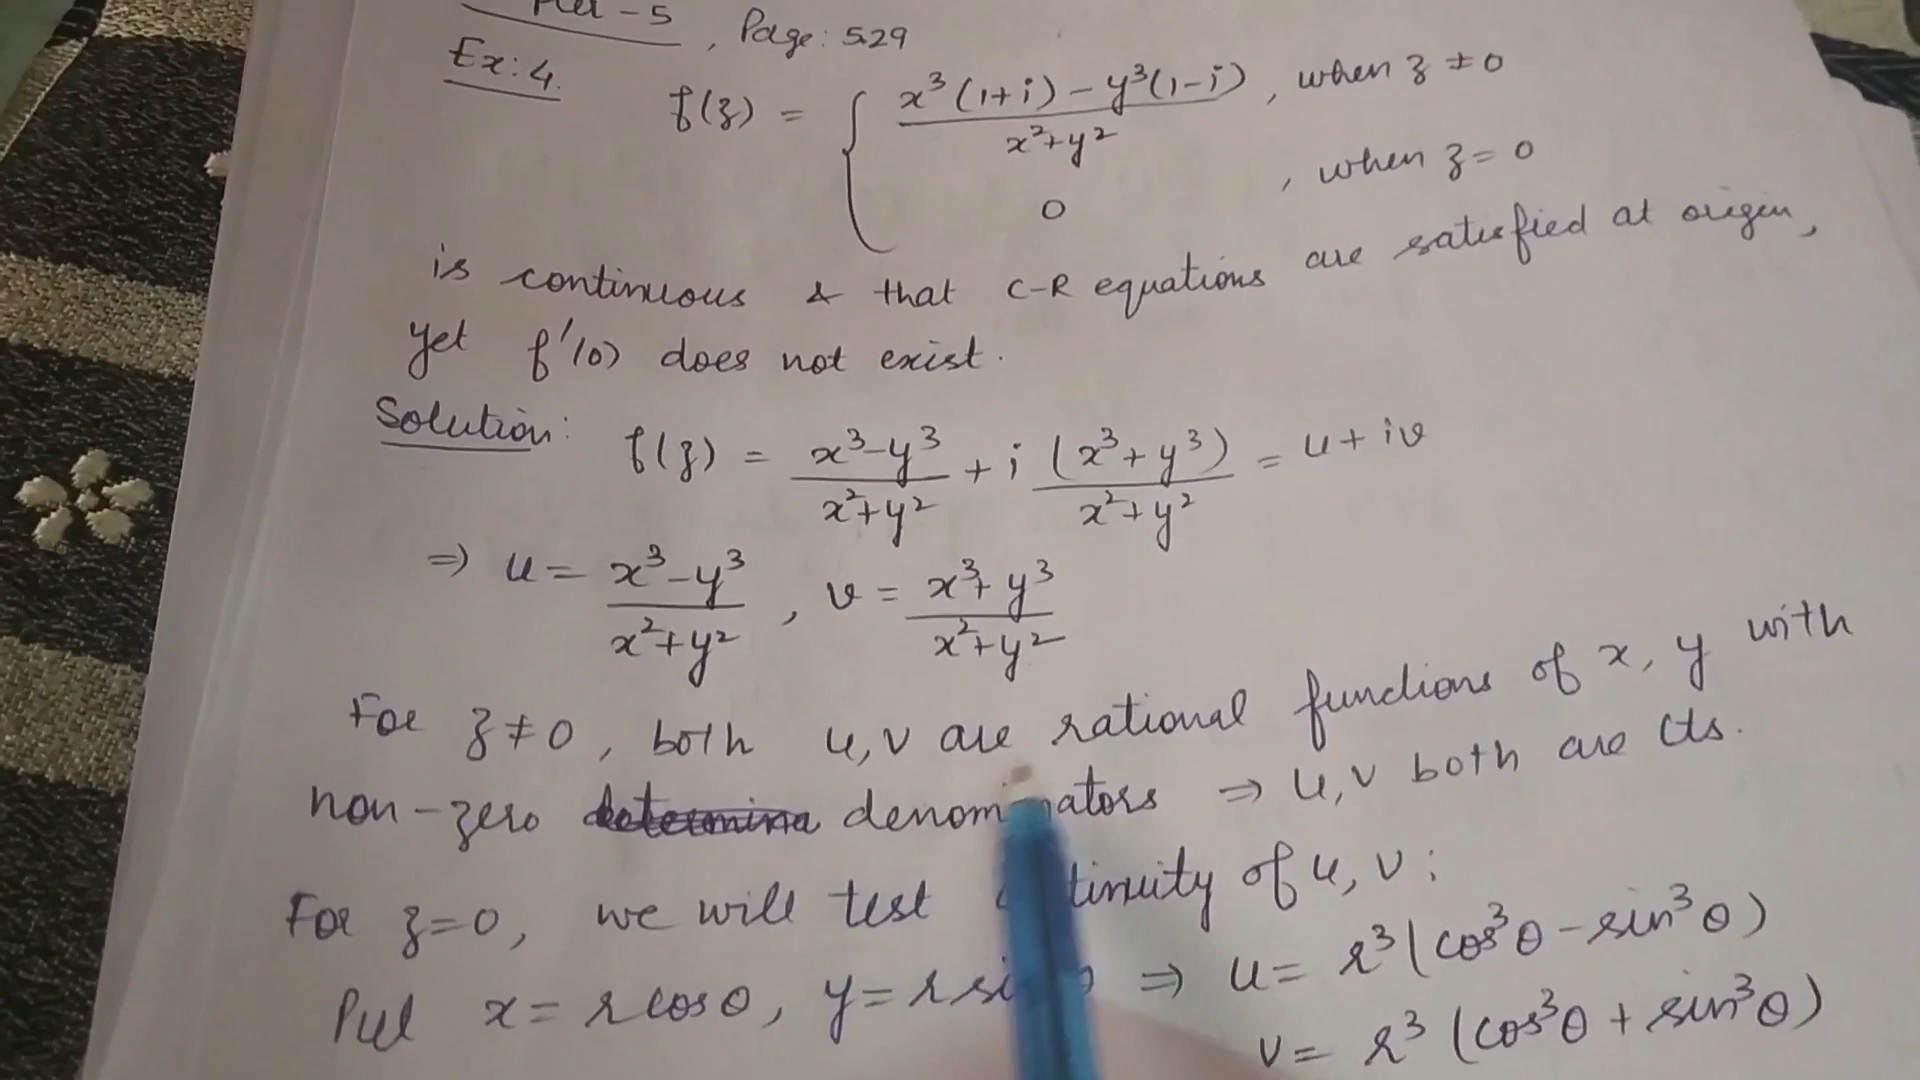 -5, Page: 529
Ex: 4. f(z) = { x³(1+i) - y³(1-i) / x²+y² , when z ≠ 0
0 , when z = 0
is continuous & that C-R equations are satisfied at origin,
yet f'(0) does not exist.
Solution: f(z) = x³-y³ / x²+y² + i (x³+y³) / x²+y² = u + iv
⇒ u = x³-y³ / x²+y² , v = x³+y³ / x²+y²
For z ≠ 0, both u, v are rational functions of x, y with
non-zero denominators ⇒ u, v both are cts.
For z=0, we will test continuity of u, v:
Put x = r cosθ, y = r si ⇒ u = r³(cos³θ - sin³θ)
v = r³(cos³θ + sin³θ)